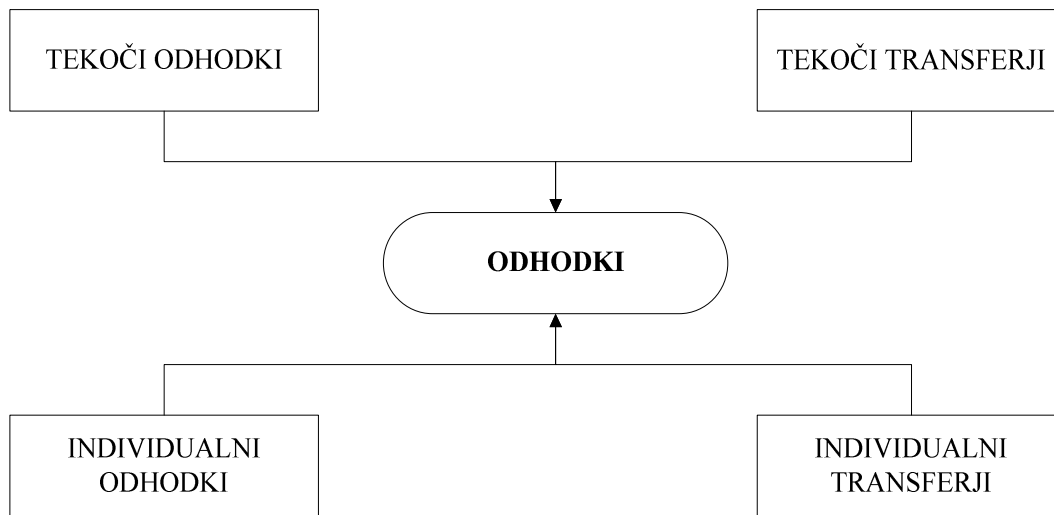 TEKOČI ODHODKI
TEKOČI TRANSFERJI
ODHODKI
INDIVIDUALNI
ODHODKI
INDIVIDUALNI
TRANSFERJI